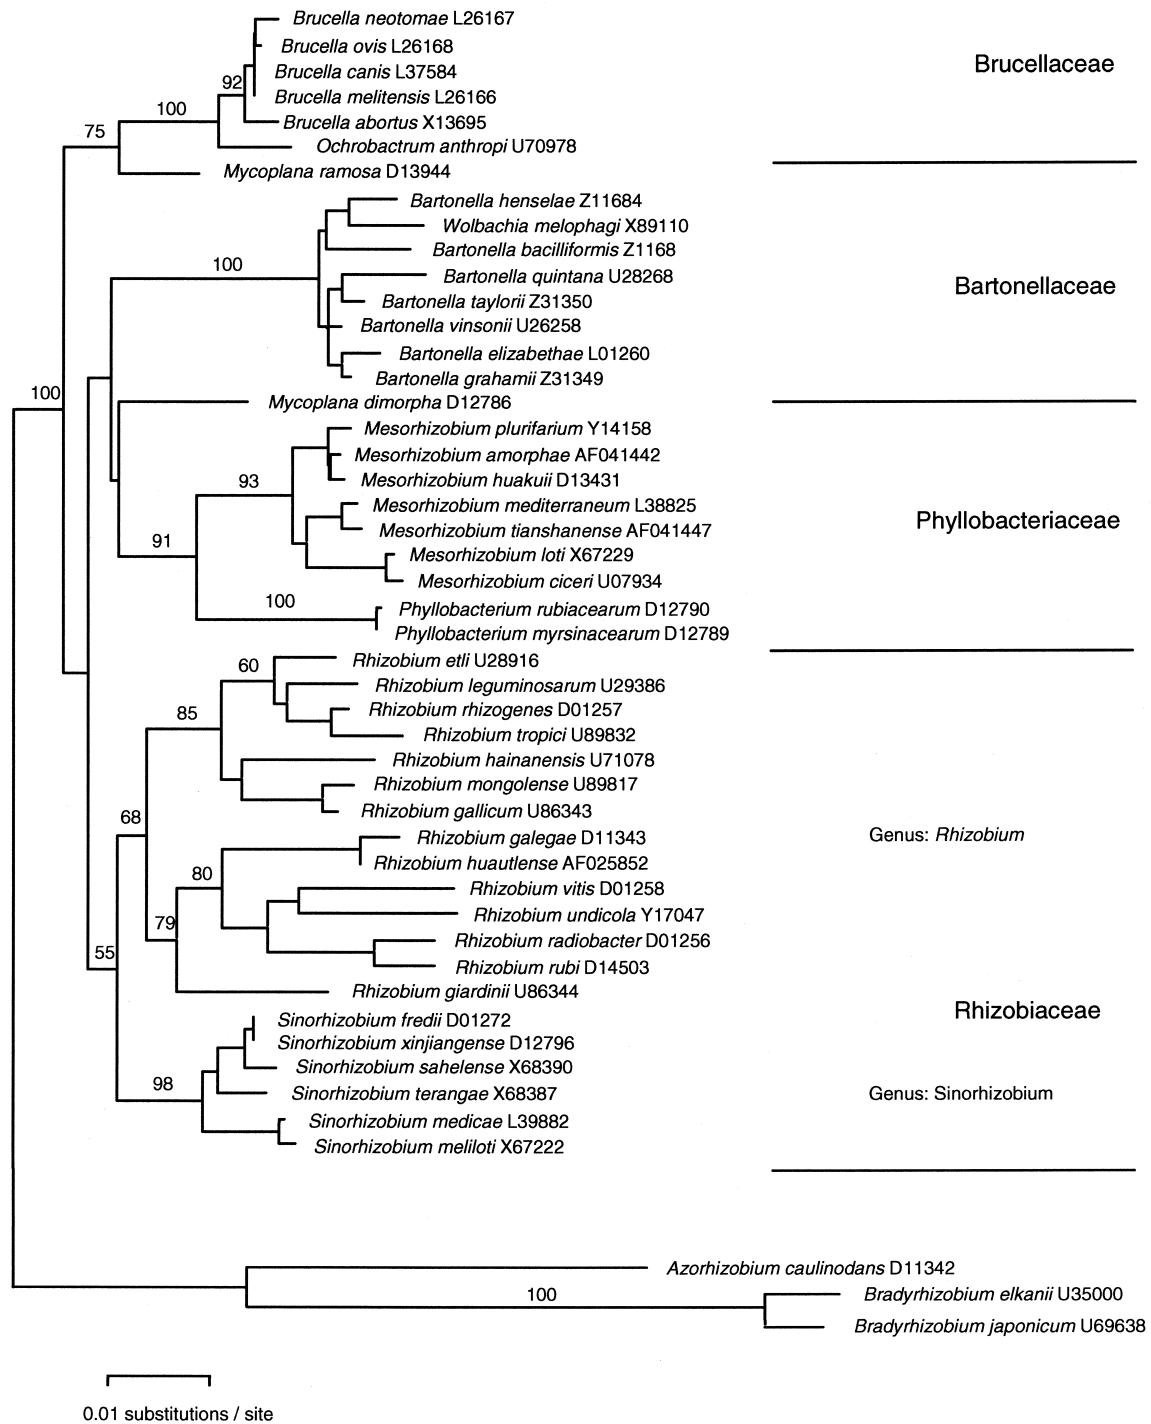 Brucella neotomae L26167
Brucella ovis L26168
Brucellaceae
Brucella canis L37584
92
Brucella melitensis L26166
100
Brucella abortus X13695
75
Ochrobactrum anthropi U70978
Mycoplana ramosa D13944
Bartonella henselae Z11684
Wolbachia melophagi X89110
Bartonella bacilliformis Z1168
100
Bartonella quintana U28268
Bartonellaceae
Bartonella taylorii Z31350
Bartonella vinsonii U26258
Bartonella elizabethae L01260
Bartonella grahamii Z31349
100
Mycoplana dimorpha D12786
Mesorhizobium plurifarium Y14158
Mesorhizobium amorphae AF041442
Mesorhizobium huakuii D13431
93
Mesorhizobium mediterraneum L38825
Phyllobacteriaceae
Mesorhizobium tianshanense AF041447
91
Mesorhizobium loti X67229
Mesorhizobium ciceri U07934
100
Phyllobacterium rubiacearum D12790
Phyllobacterium myrsinacearum D12789
Rhizobium etli U28916
60
Rhizobium leguminosarum U29386
Rhizobium rhizogenes D01257
85
Rhizobium tropici U89832
Rhizobium hainanensis U71078
Rhizobium mongolense U89817
Rhizobium gallicum U86343
68
Rhizobium galegae D11343
Genus: Rhizobium
Rhizobium huautlense AF025852
80
Rhizobium vitis D01258
Rhizobium undicola Y17047
79
Rhizobium radiobacter D01256
55
Rhizobium rubi D14503
Rhizobium giardinii U86344
Rhizobiaceae
Sinorhizobium fredii D01272
Sinorhizobium xinjiangense D12796
Sinorhizobium sahelense X68390
98
Sinorhizobium terangae X68387
Genus: Sinorhizobium
Sinorhizobium medicae L39882
Sinorhizobium meliloti X67222
Azorhizobium caulinodans D11342
100
Bradyrhizobium elkanii U35000
Bradyrhizobium japonicum U69638
0.01 substitutions / site